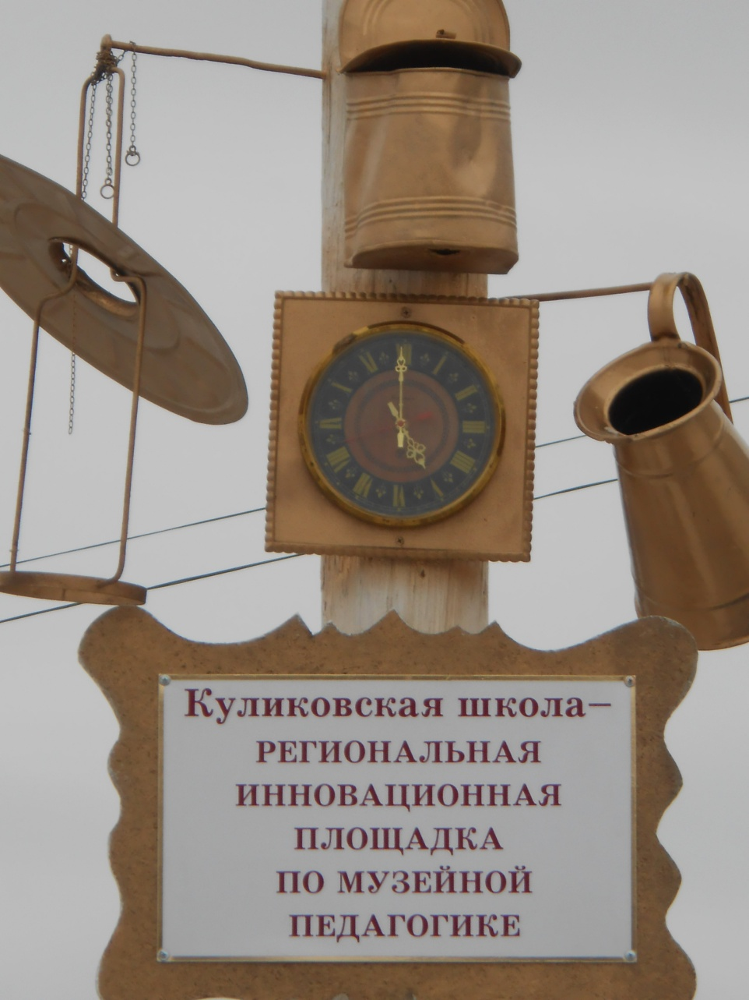 Куликовская школа—
РЕГИОНАЛЬНАЯ
ИННОВАЦИОННАЯ
ПЛОЩАДКА
ПО МУЗЕЙНОЙ
ПЕДАГОГИКЕ